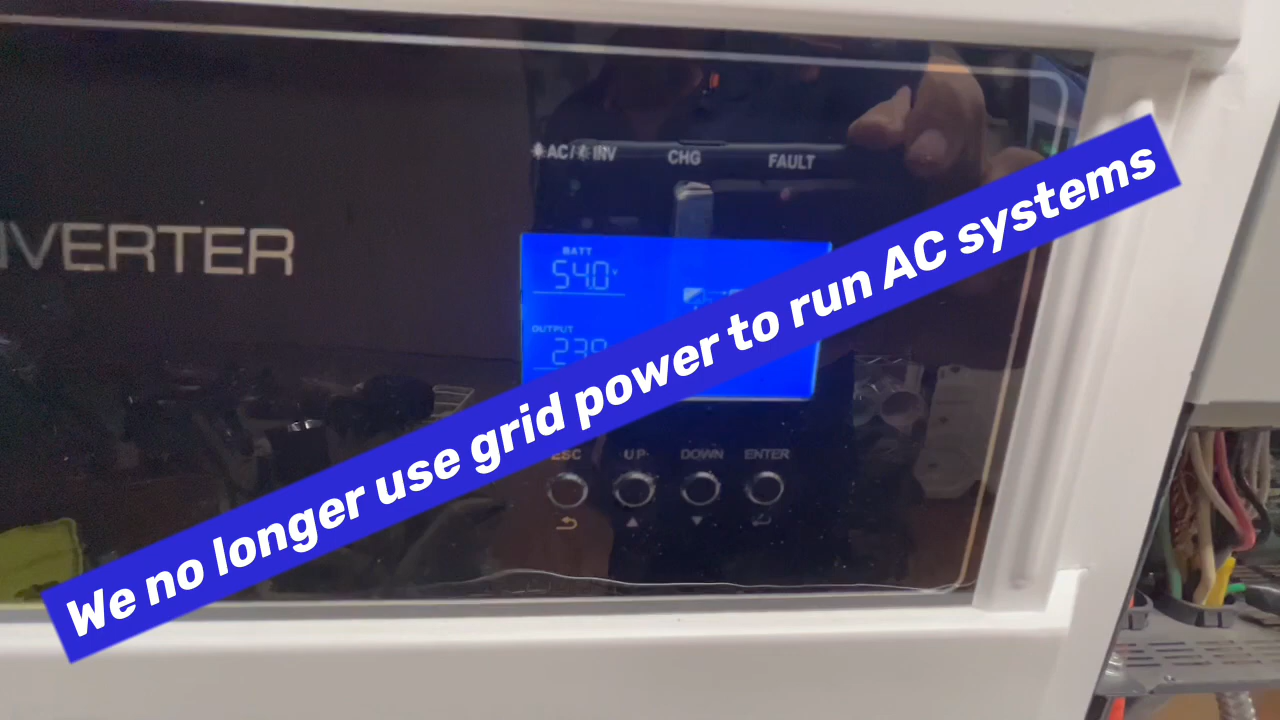 AC/ INV CHG FAULT
VERTER
BATT
54.0 V
OUTPUT
We no longer use grid power to run AC systems
ESC UP DOWN ENTER